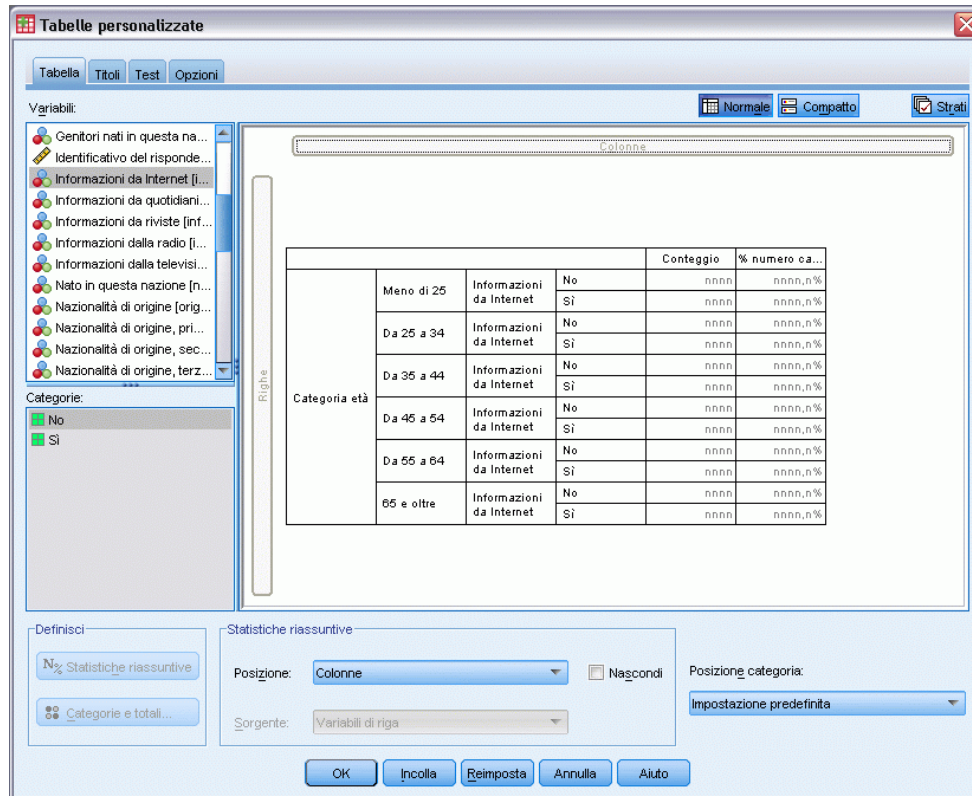 Tabelle personalizzate
Tabella Titoli Test Opzioni
Variabili:
Normale Compatto Strati
Genitori nati in questa na...
Identificativo del risponde...
Informazioni da Internet [i...
Informazioni da quotidiani...
Informazioni da riviste [inf...
Informazioni dalla radio [i...
Informazioni dalla televisi...
Nato in questa nazione [n...
Nazionalità di origine [orig...
Nazionalità di origine, pri...
Nazionalità di origine, sec...
Nazionalità di origine, terz...
Categorie:
No
Sì
Colonne
Righe
Conteggio % numero ca...
Categoria età
Meno di 25 Informazioni da Internet No nnnn nnnn,n%
Sì nnnn nnnn,n%
Da 25 a 34 Informazioni da Internet No nnnn nnnn,n%
Sì nnnn nnnn,n%
Da 35 a 44 Informazioni da Internet No nnnn nnnn,n%
Sì nnnn nnnn,n%
Da 45 a 54 Informazioni da Internet No nnnn nnnn,n%
Sì nnnn nnnn,n%
Da 55 a 64 Informazioni da Internet No nnnn nnnn,n%
Sì nnnn nnnn,n%
65 e oltre Informazioni da Internet No nnnn nnnn,n%
Sì nnnn nnnn,n%
Definisci
N% Statistiche riassuntive
Categorie e totali...
Statistiche riassuntive
Posizione: Colonne Nascondi
Sorgente: Variabili di riga
Posizione categoria:
Impostazione predefinita
OK Incolla Reimposta Annulla Aiuto